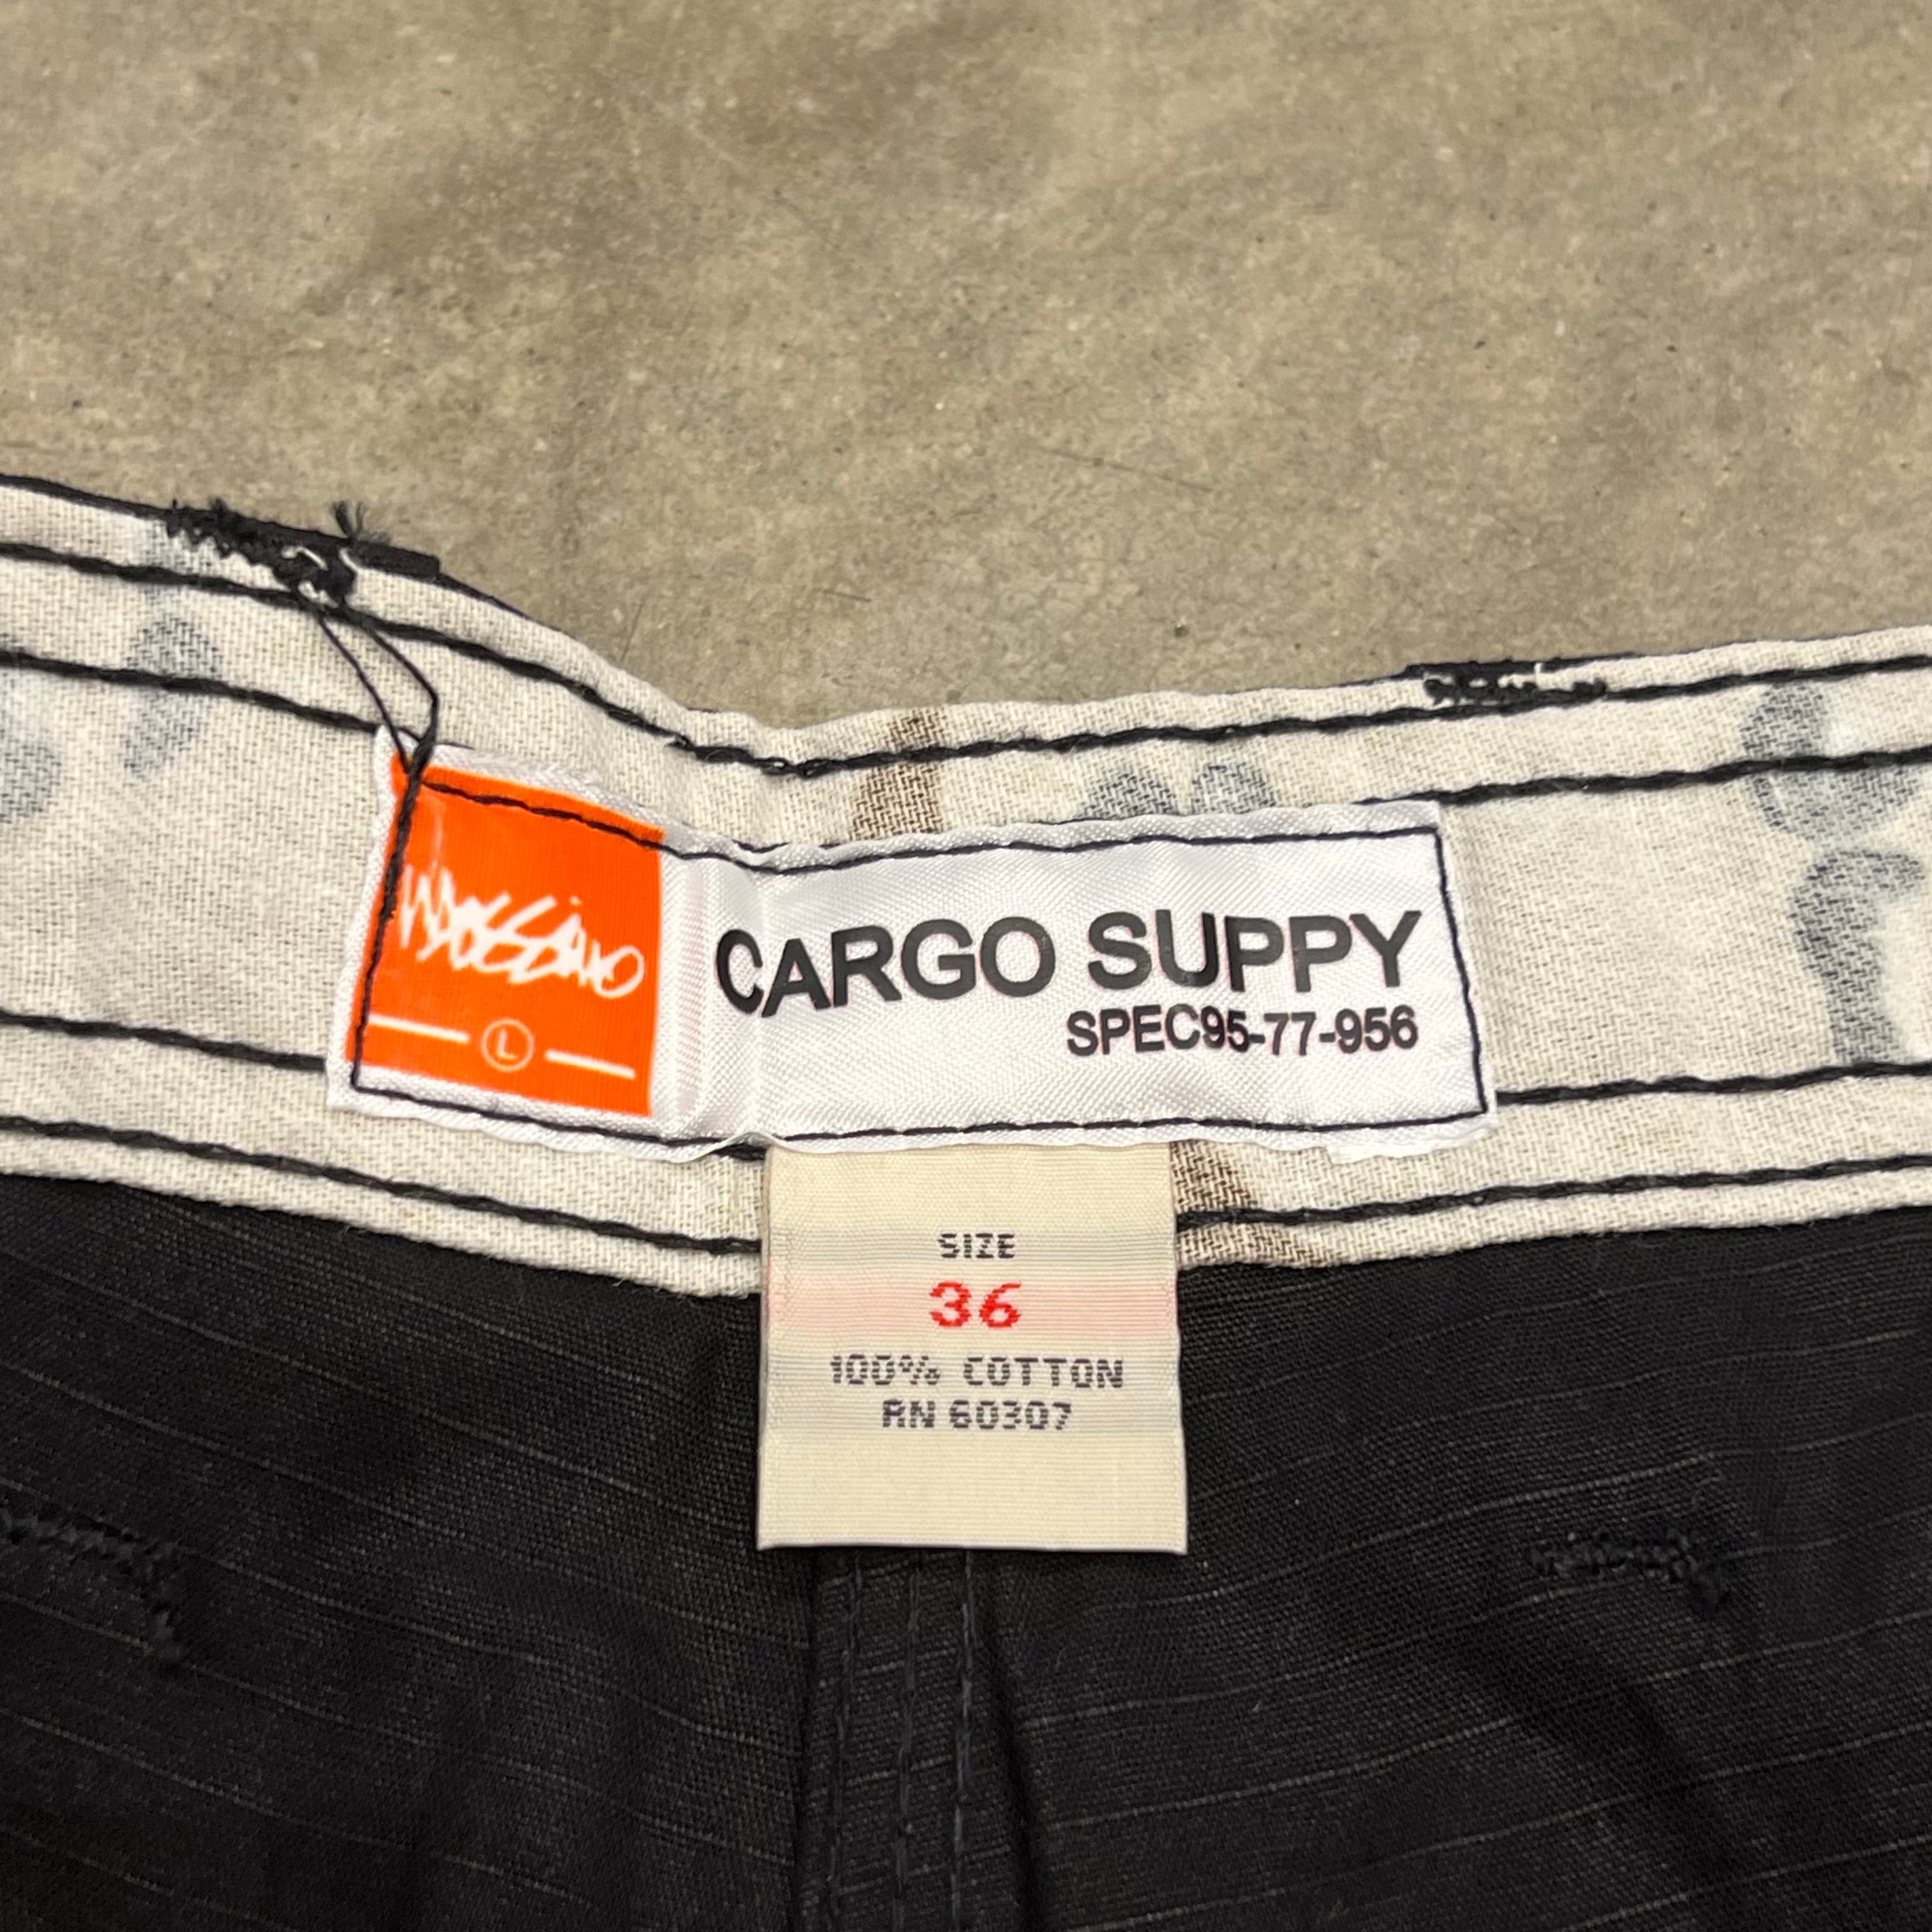 mossimo
L
CARGO SUPPY
SPEC95-77-956
SIZE
36
100% COTTON
RN 60307